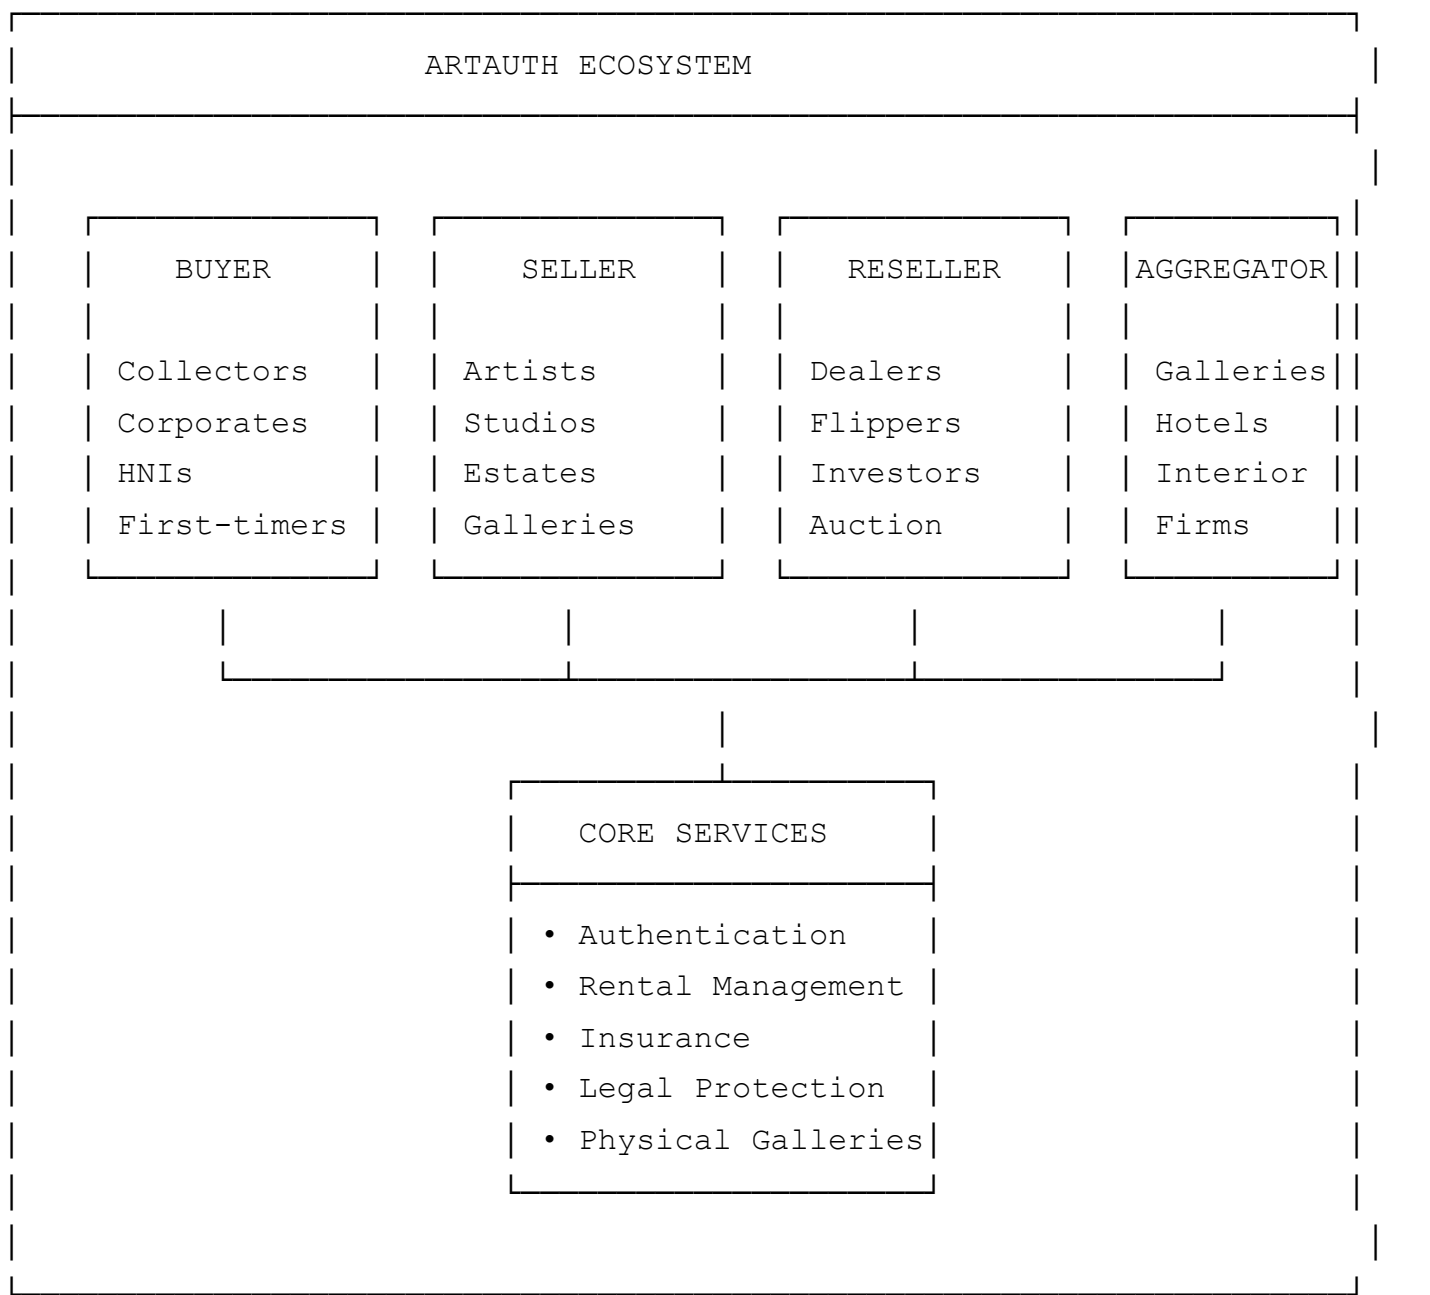 ARTAUTH ECOSYSTEM
BUYER SELLER RESELLER AGGREGATOR
Collectors Artists Dealers Galleries
Corporates Studios Flippers Hotels
HNIs Estates Investors Interior
First-timers Galleries Auction Firms
CORE SERVICES
• Authentication
• Rental Management
• Insurance
• Legal Protection
• Physical Galleries